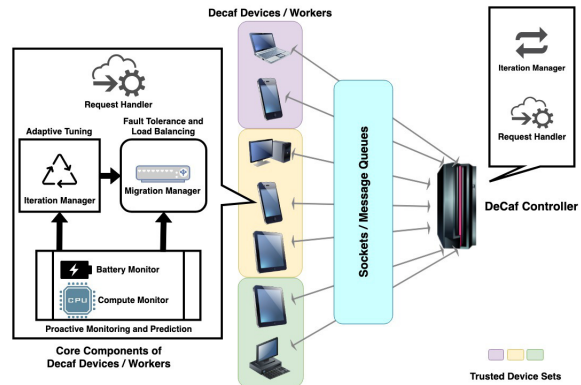 Decaf Devices / Workers
Request Handler
Adaptive Tuning
Fault Tolerance and
Load Balancing
Iteration Manager
Migration Manager
Battery Monitor
CPU
Compute Monitor
Proactive Monitoring and Prediction
Core Components of
Decaf Devices / Workers
Sockets / Message Queues
Iteration Manager
Request Handler
DeCaf Controller
Trusted Device Sets